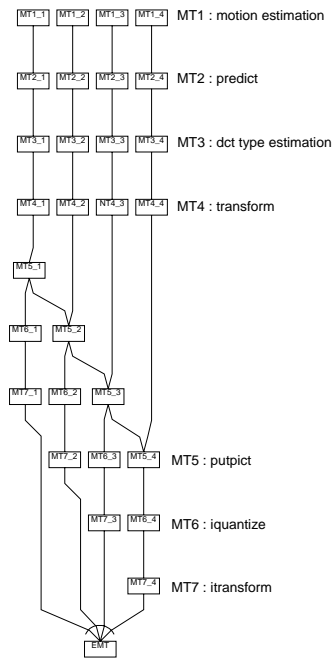 MT1_1 MT1_2 MT1_3 MT1_4 MT1 : motion estimation
MT2_1 MT2_2 MT2_3 MT2_4 MT2 : predict
MT3_1 MT3_2 MT3_3 MT3_4 MT3 : dct type estimation
MT4_1 MT4_2 NT4_3 MT4_4 MT4 : transform
MT5_1
MT6_1 MT5_2
MT7_1 MT6_2 MT5_3
MT7_2 MT6_3 MT5_4 MT5 : putpict
MT7_3 MT6_4 MT6 : iquantize
MT7_4 MT7 : itransform
EMT